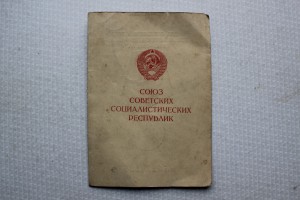 СОЮЗ
СОВЕТСКИХ
СОЦИАЛИСТИЧЕСКИХ
РЕСПУБЛИК